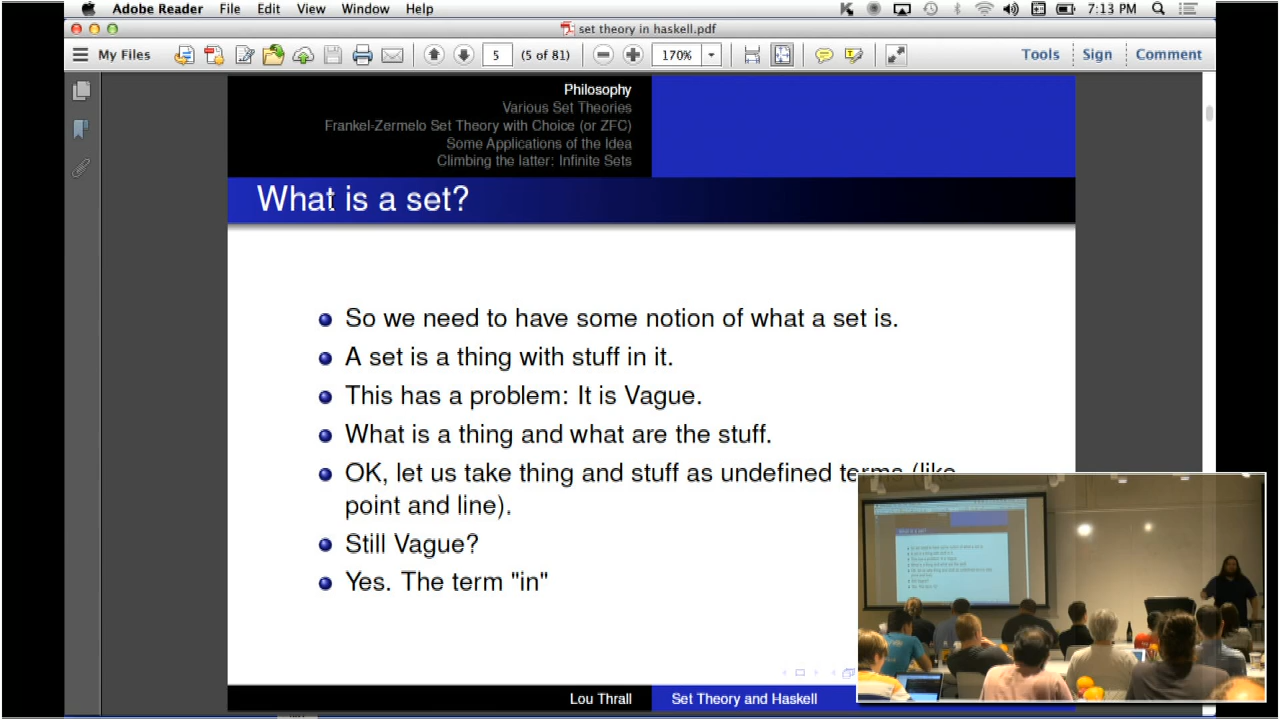 Adobe Reader File Edit View Window Help 7:13 PM
set theory in haskell.pdf
My Files 5 (5 of 81) 170% Tools Sign Comment
Philosophy
Various Set Theories
Frankel-Zermelo Set Theory with Choice (or ZFC)
Some Applications of the Idea
Climbing the latter: Infinite Sets
What is a set?
So we need to have some notion of what a set is.
A set is a thing with stuff in it.
This has a problem: It is Vague.
What is a thing and what are the stuff.
OK, let us take thing and stuff as undefined terms (like
point and line).
Still Vague?
Yes. The term "in"
Lou Thrall Set Theory and Haskell
What is a set?